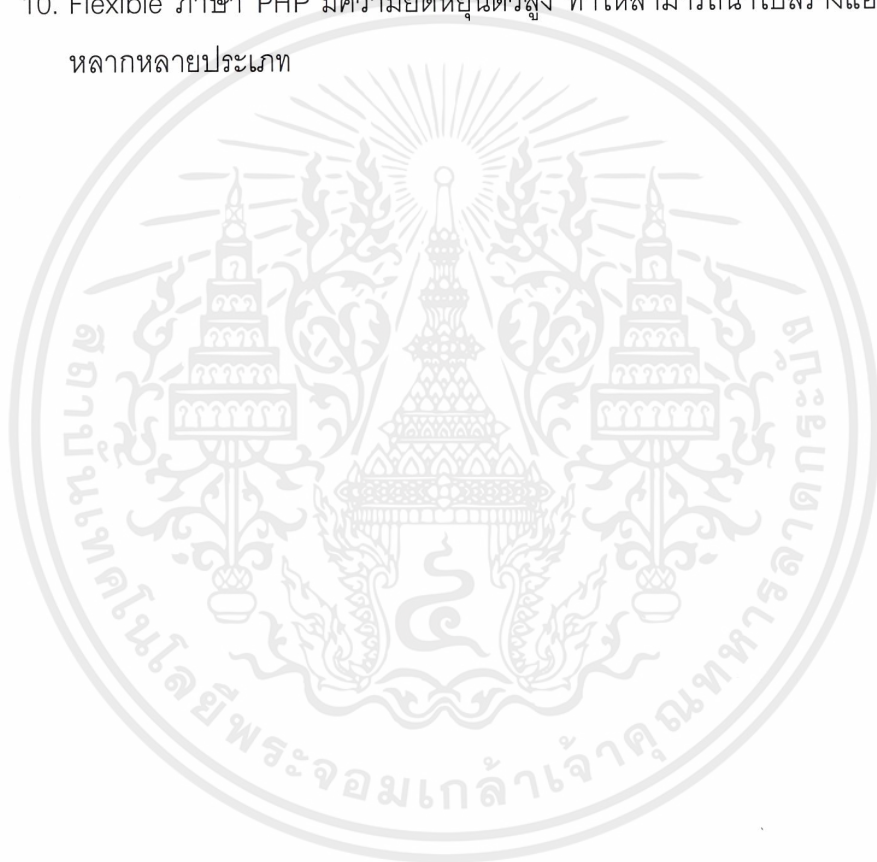 10. Flexible ภาษา PHP มีความยืดหยุ่นตัวสูง ทำให้สามารถนำไปสร้างแอ
หลากหลายประเภท
สถาบันเทคโนโลยีพระจอมเกล้าเจ้าคุณทหารลาดกระบัง